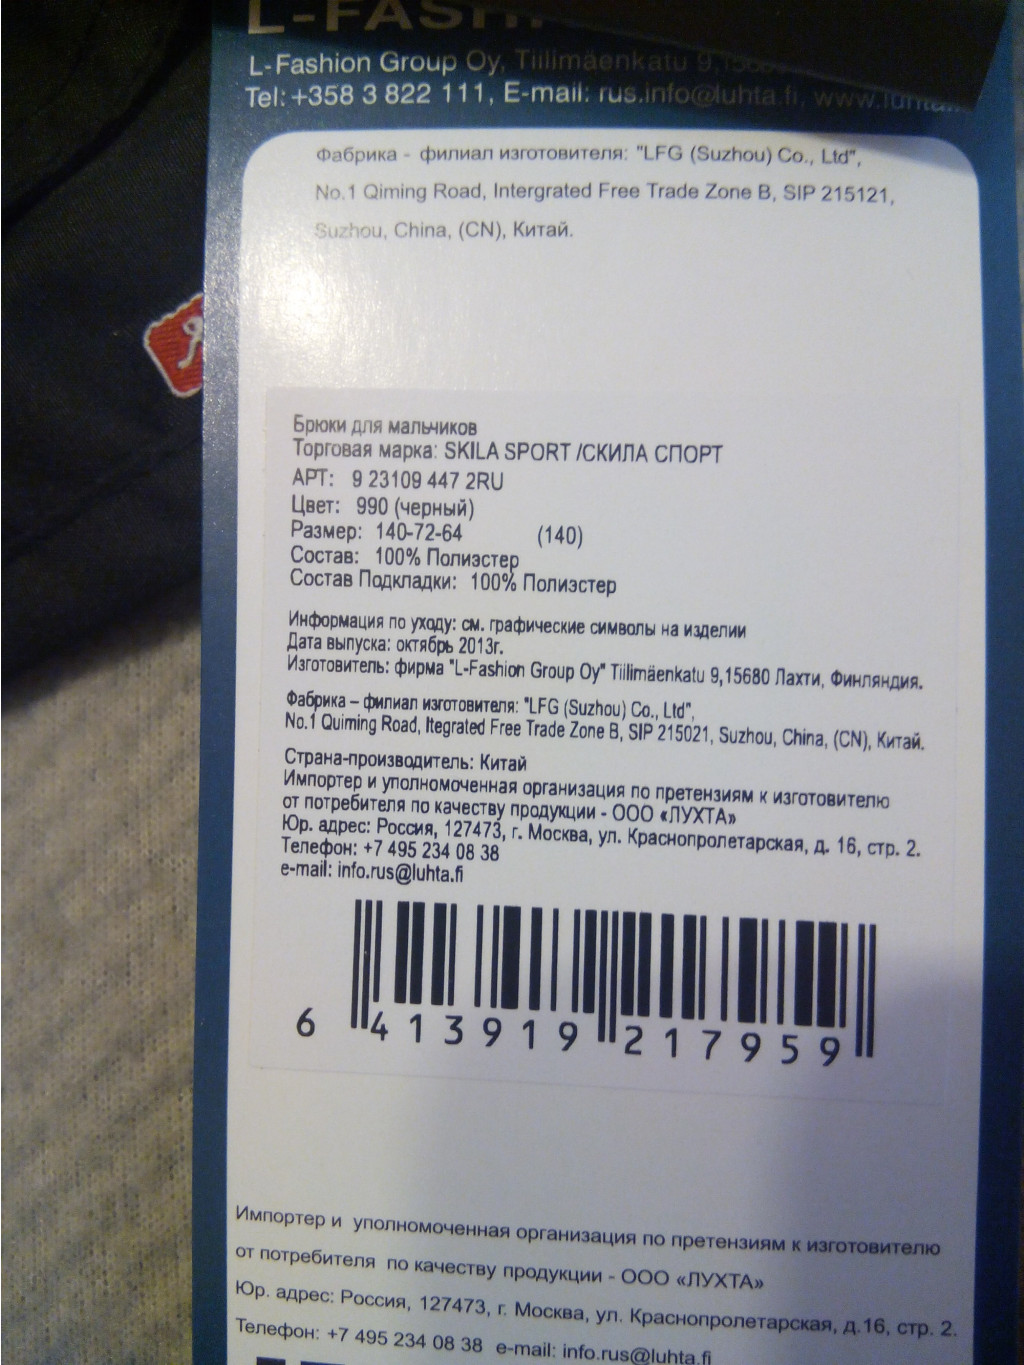 L-FASHI
L-Fashion Group Oy, Tiilimäenkatu 9,
Tel: +358 3 822 111, E-mail: rus.info@luhta.fi, www.luhta.
Фабрика - филиал изготовителя: "LFG (Suzhou) Co., Ltd",
No.1 Qiming Road, Intergrated Free Trade Zone B, SIP 215121,
Suzhou, China, (CN), Китай.
Брюки для мальчиков
Торговая марка: SKILA SPORT /СКИЛА СПОРТ
АРТ: 9 23109 447 2RU
Цвет: 990 (черный)
Размер: 140-72-64 (140)
Состав: 100% Полиэстер
Состав Подкладки: 100% Полиэстер
Информация по уходу: см. графические символы на изделии
Дата выпуска: октябрь 2013г.
Изготовитель: фирма "L-Fashion Group Oy" Tiilimäenkatu 9,15680 Лахти, Финляндия.
Фабрика – филиал изготовителя: "LFG (Suzhou) Co., Ltd",
No.1 Quiming Road, Itegrated Free Trade Zone B, SIP 215021, Suzhou, China, (CN), Китай.
Страна-производитель: Китай
Импортер и уполномоченная организация по претензиям к изготовителю
от потребителя по качеству продукции - ООО «ЛУХТА»
Юр. адрес: Россия, 127473, г. Москва, ул. Краснопролетарская, д. 16, стр. 2.
Телефон: +7 495 234 08 38
e-mail: info.rus@luhta.fi
6 413919 217959
Импортер и уполномоченная организация по претензиям к изготовителю
от потребителя по качеству продукции - ООО «ЛУХТА»
Юр. адрес: Россия, 127473, г. Москва, ул. Краснопролетарская, д.16, стр. 2.
Телефон: +7 495 234 08 38 e-mail: info.rus@luhta.fi